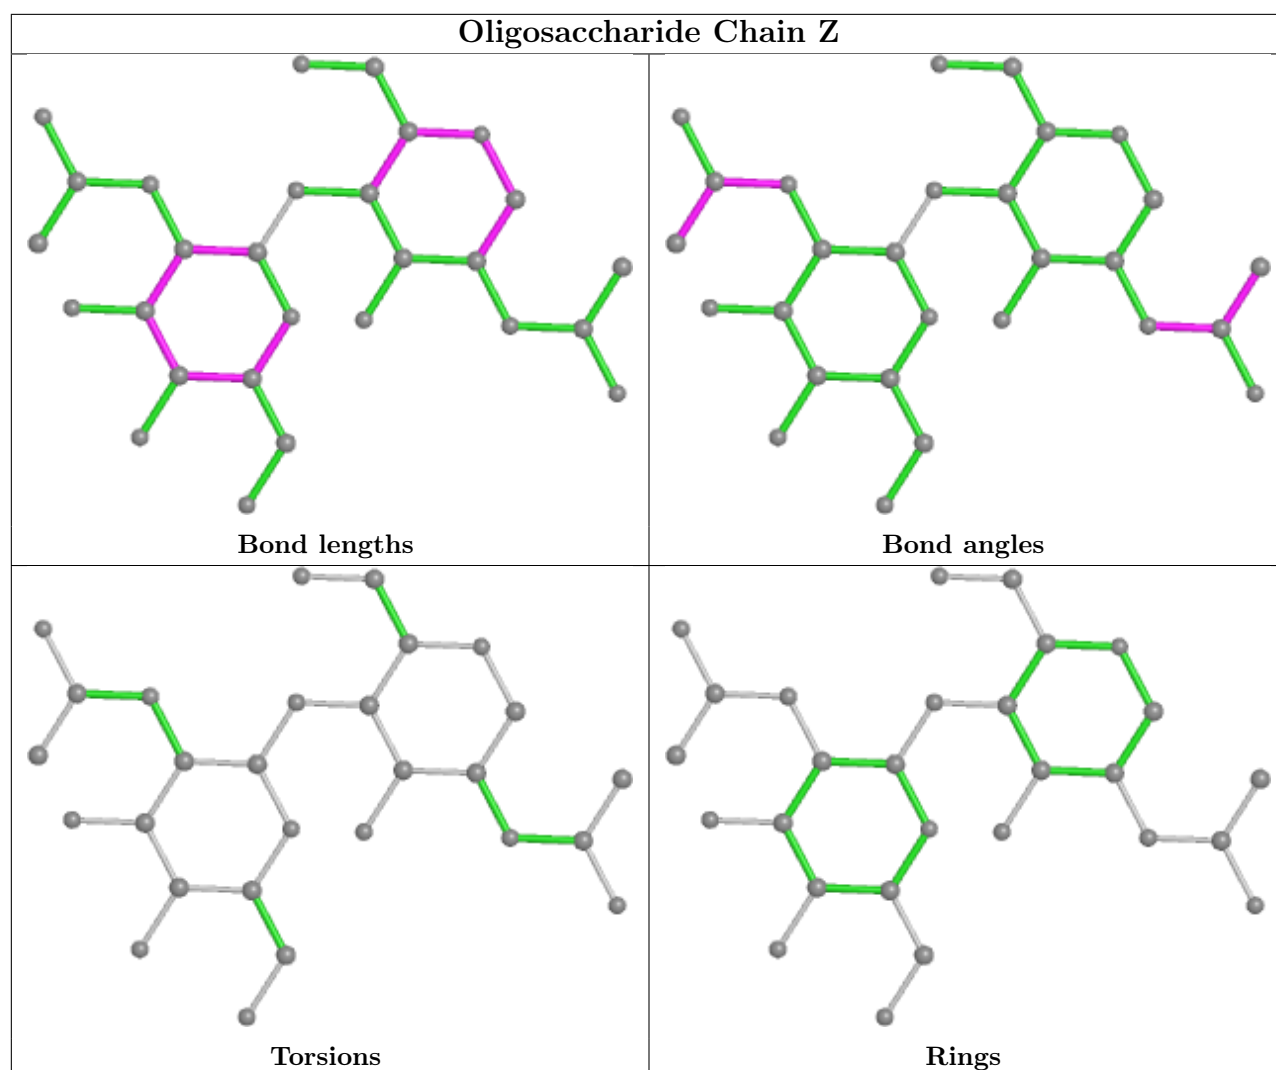 Oligosaccharide Chain Z
Bond lengths
Bond angles
Torsions
Rings